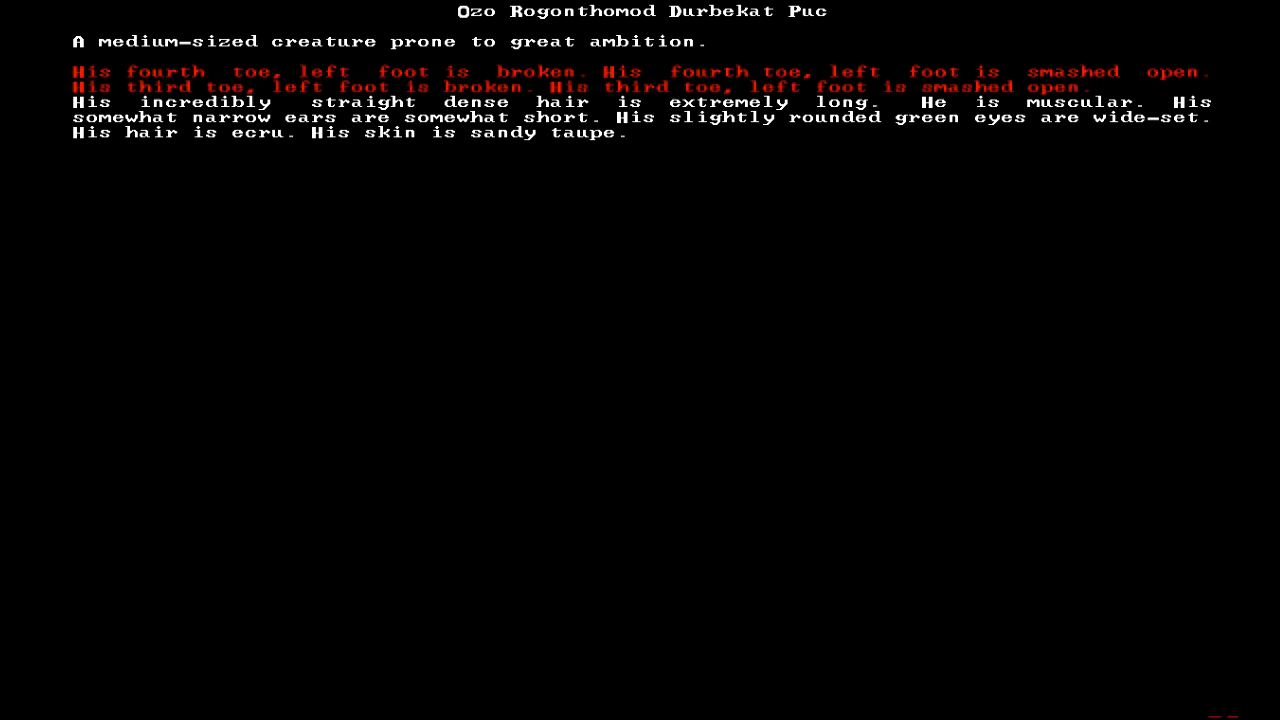 Ozo Rogonthomod Durbekat Puc
A medium-sized creature prone to great ambition.
His fourth toe, left foot is broken. His fourth toe, left foot is smashed open.
His third toe, left foot is broken. His third toe, left foot is smashed open.
His incredibly straight dense hair is extremely long. He is muscular. His
somewhat narrow ears are somewhat short. His slightly rounded green eyes are wide-set.
His hair is ecru. His skin is sandy taupe.